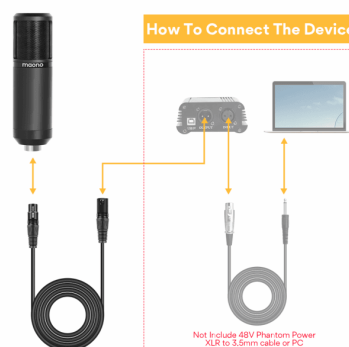 How To Connect The Device
maono
Not Include 48V Phantom Power
XLR to 3.5mm cable or PC